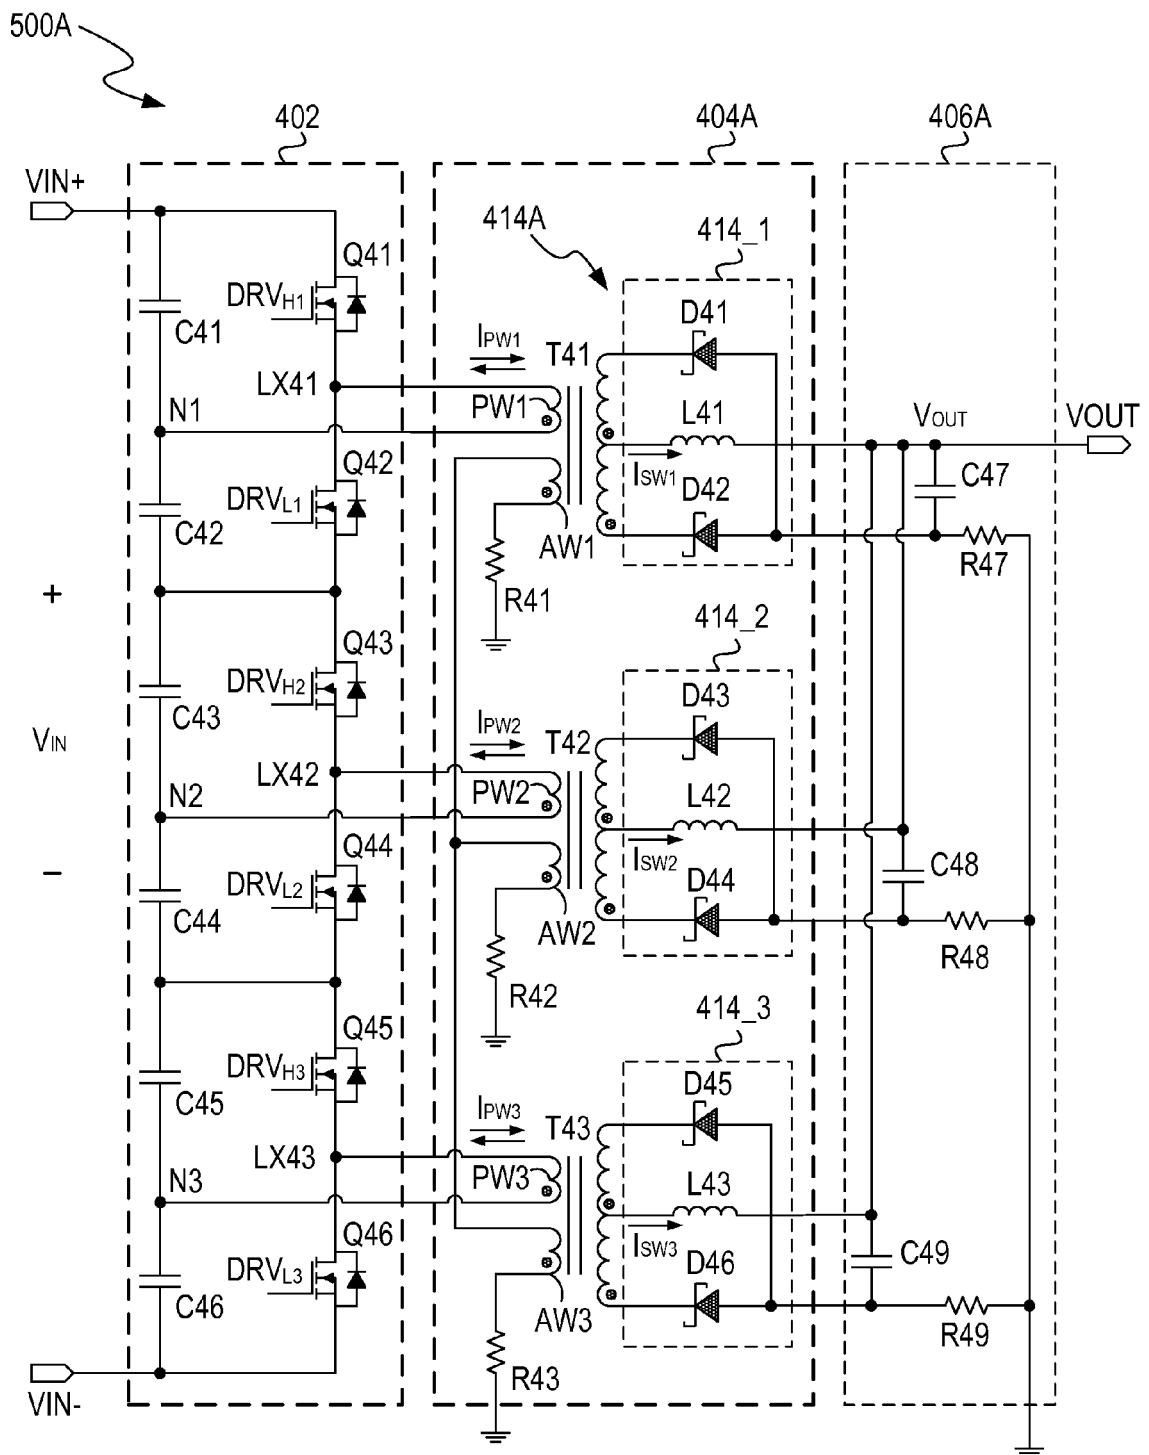 500A
402
404A
406A
VIN+
414A
414_1
Q41
D41
DRVH1
C41
IPW1
T41
LX41
PW1
L41
VOUT
VOUT
N1
Q42
ISW1
D42
C47
DRVL1
C42
AW1
R47
+
R41
414_2
Q43
D43
DRVH2
C43
IPW2
T42
VIN
LX42
PW2
L42
N2
Q44
ISW2
D44
C48
–
DRVL2
C44
AW2
R48
R42
414_3
Q45
D45
DRVH3
C45
IPW3
T43
LX43
PW3
L43
N3
Q46
ISW3
D46
C49
DRVL3
C46
AW3
R49
R43
VIN-